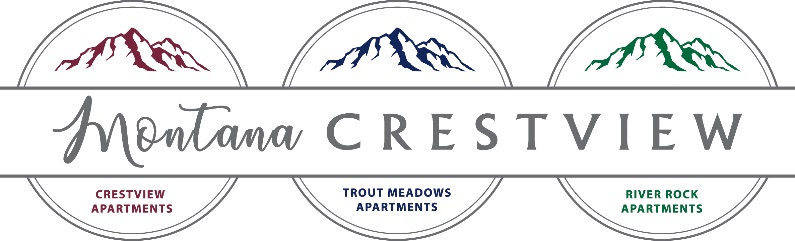 Montana CRESTVIEW
CRESTVIEW
APARTMENTS
TROUT MEADOWS
APARTMENTS
RIVER ROCK
APARTMENTS